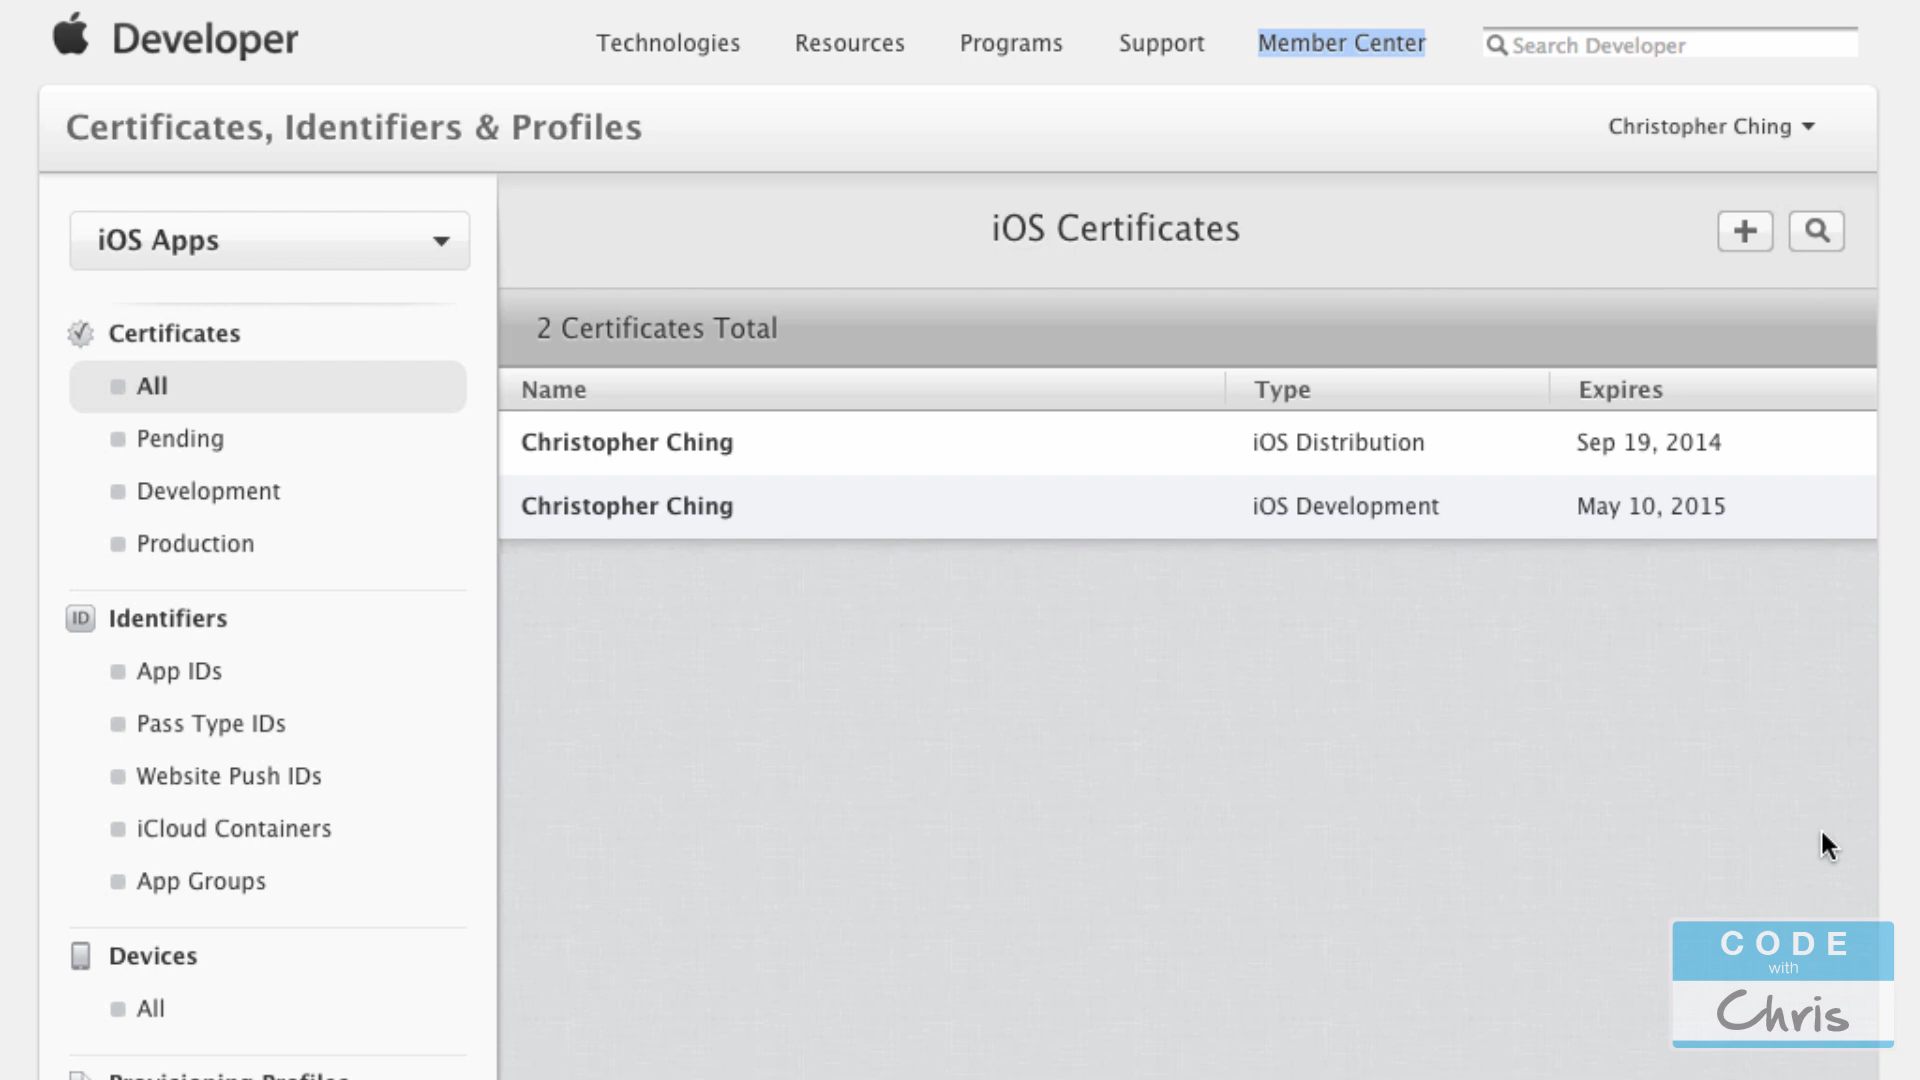 Developer
Technologies
Resources
Programs
Support
Member Center
Search Developer
Certificates, Identifiers & Profiles
Christopher Ching
iOS Apps
iOS Certificates
2 Certificates Total
Name Type Expires
Christopher Ching iOS Distribution Sep 19, 2014
Christopher Ching iOS Development May 10, 2015
Certificates
All
Pending
Development
Production
ID Identifiers
App IDs
Pass Type IDs
Website Push IDs
iCloud Containers
App Groups
Devices
All
Provisioning Profiles
CODE
with
Chris